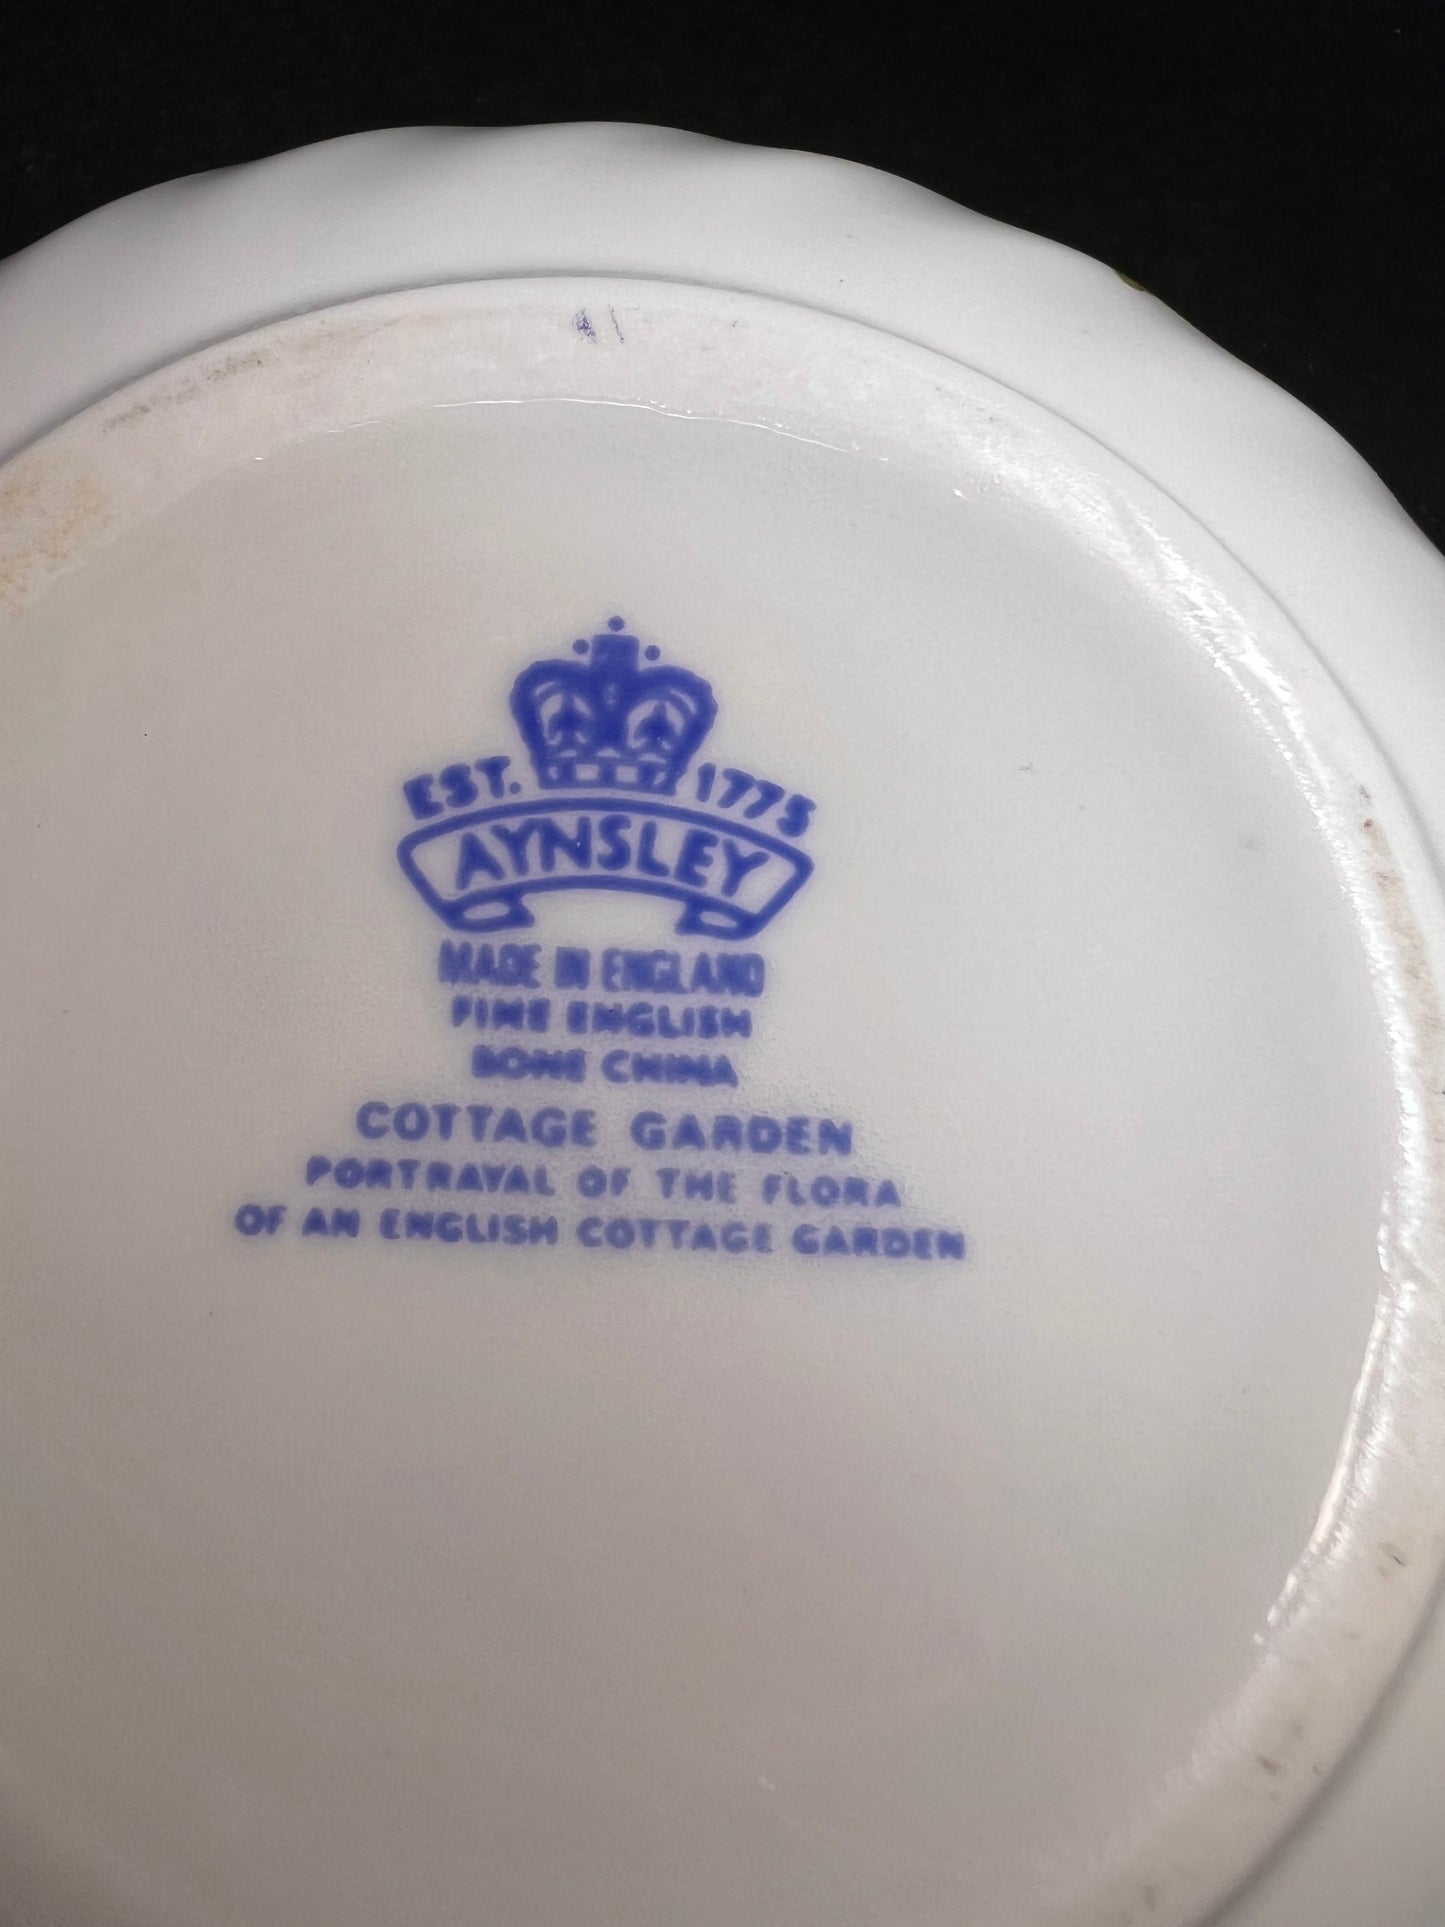 EST. 1775
AYNSLEY
MADE IN ENGLAND
FINE ENGLISH
BONE CHINA
COTTAGE GARDEN
PORTRAYAL OF THE FLORA
OF AN ENGLISH COTTAGE GARDEN